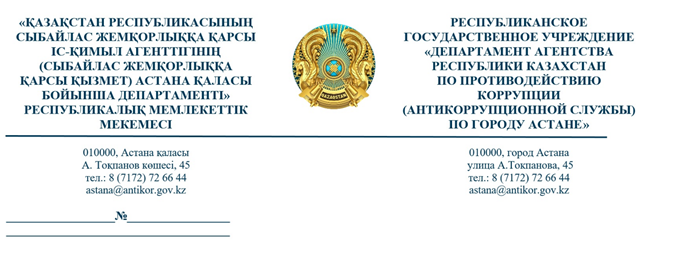 «ҚАЗАҚСТАН РЕСПУБЛИКАСЫНЫҢ
СЫБАЙЛАС ЖЕМҚОРЛЫҚҚА ҚАРСЫ
ІС-ҚИМЫЛ АГЕНТТІГІНІҢ
(СЫБАЙЛАС ЖЕМҚОРЛЫҚҚА
ҚАРСЫ ҚЫЗМЕТ) АСТАНА ҚАЛАСЫ
БОЙЫНША ДЕПАРТАМЕНТІ»
РЕСПУБЛИКАЛЫҚ МЕМЛЕКЕТТІК
МЕКЕМЕСІ
QAZAQSTAN
РЕСПУБЛИКАНСКОЕ
ГОСУДАРСТВЕННОЕ УЧРЕЖДЕНИЕ
«ДЕПАРТАМЕНТ АГЕНТСТВА
РЕСПУБЛИКИ КАЗАХСТАН
ПО ПРОТИВОДЕЙСТВИЮ
КОРРУПЦИИ
(АНТИКОРРУПЦИОННОЙ СЛУЖБЫ)
ПО ГОРОДУ АСТАНЕ»
010000, Астана қаласы
А. Тоқпанов көшесі, 45
тел.: 8 (7172) 72 66 44
astana@antikor.gov.kz
010000, город Астана
улица А.Токпанова, 45
тел.: 8 (7172) 72 66 44
astana@antikor.gov.kz
№